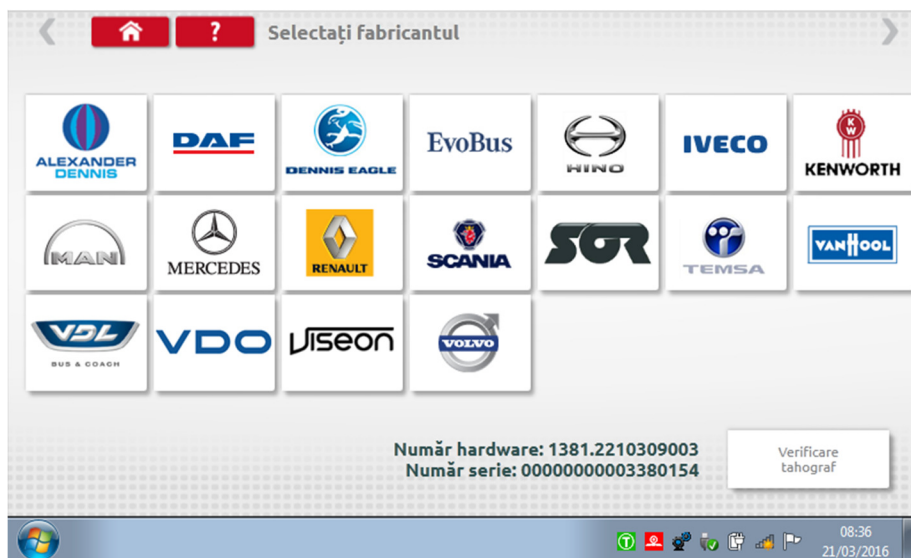 ? Selectați fabricantul
ALEXANDER
DENNIS
DAF
DENNIS EAGLE
EvoBus
HINO
IVECO
KW
KENWORTH
MAN
MERCEDES
RENAULT
SCANIA
SOR
TEMSA
VANHOOL
VDL
BUS & COACH
VDO
Viseon
VOLVO
Număr hardware: 1381.2210309003
Număr serie: 00000000003380154
Verificare
tahograf
T
08:36
21/03/2016